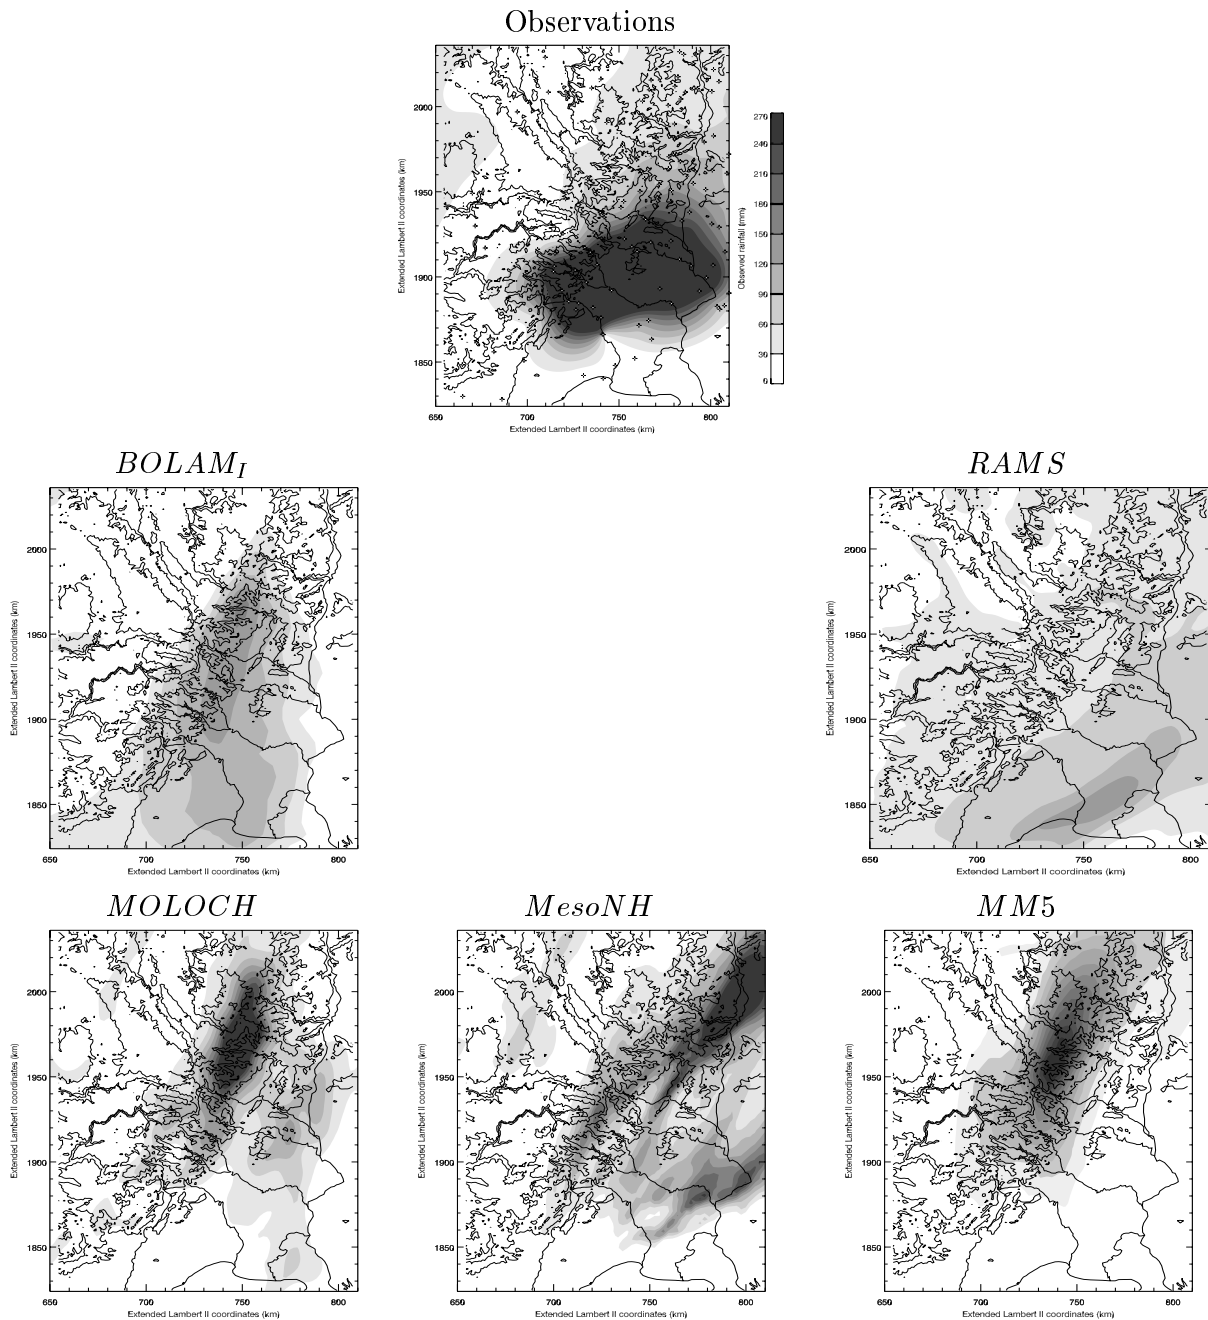 Observations
2000
1950
1900
1850
Extended Lambert II coordinates (km)
650 700 750 800
Extended Lambert II coordinates (km)
270
240
210
180
150
120
90
60
30
0
Observed rainfall (mm)
BOLAM_I
RAMS
2000
1950
1900
1850
Extended Lambert II coordinates (km)
650 700 750 800
Extended Lambert II coordinates (km)
2000
1950
1900
1850
Extended Lambert II coordinates (km)
650 700 750 800
Extended Lambert II coordinates (km)
MOLOCH
MesoNH
MM5
2000
1950
1900
1850
Extended Lambert II coordinates (km)
650 700 750 800
Extended Lambert II coordinates (km)
2000
1950
1900
1850
Extended Lambert II coordinates (km)
650 700 750 800
Extended Lambert II coordinates (km)
2000
1950
1900
1850
Extended Lambert II coordinates (km)
650 700 750 800
Extended Lambert II coordinates (km)